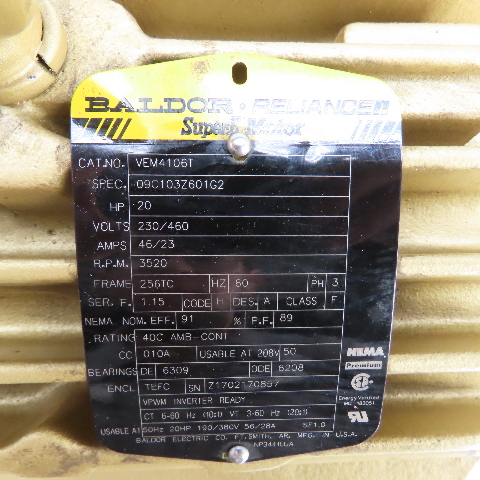 BALDOR · RELIANCE
Super-E Motor
CAT.NO. VEM4106T
SPEC. 09C103Z601G2
HP 20
VOLTS 230/460
AMPS 46/23
R.P.M. 3520
FRAME 256TC HZ 60 PH 3
SER. F. 1.15 CODE H DES. A CLASS F
NEMA NOM. EFF. 91 % P.F. 89
RATING 40C AMB-CONT
CC 010A USABLE AT 208V 50
NEMA
Premium
BEARINGS DE 6309 ODE 6208
ENCL TEFC SN Z1702170857
Energy Verified
VPWM INVERTER READY
CT 6-60 Hz (10:1) VT 3-60 Hz (20:1)
USABLE AT 50Hz 20HP 190/380V 56/28A SF1.0
BALDOR ELECTRIC CO. FT.SMITH, AR. MFG. IN U.S.A.